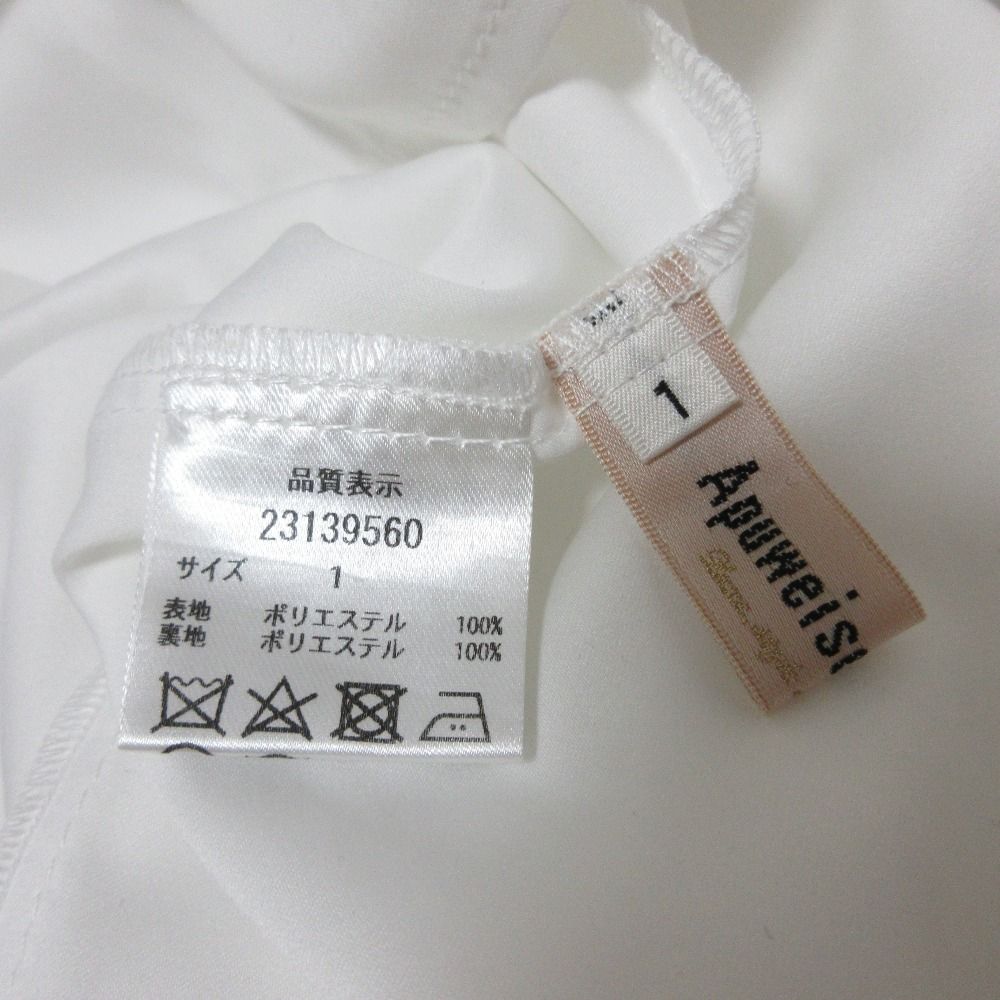 品質表示
23139560
サイズ 1
表地 ポリエステル 100%
裏地 ポリエステル 100%
1